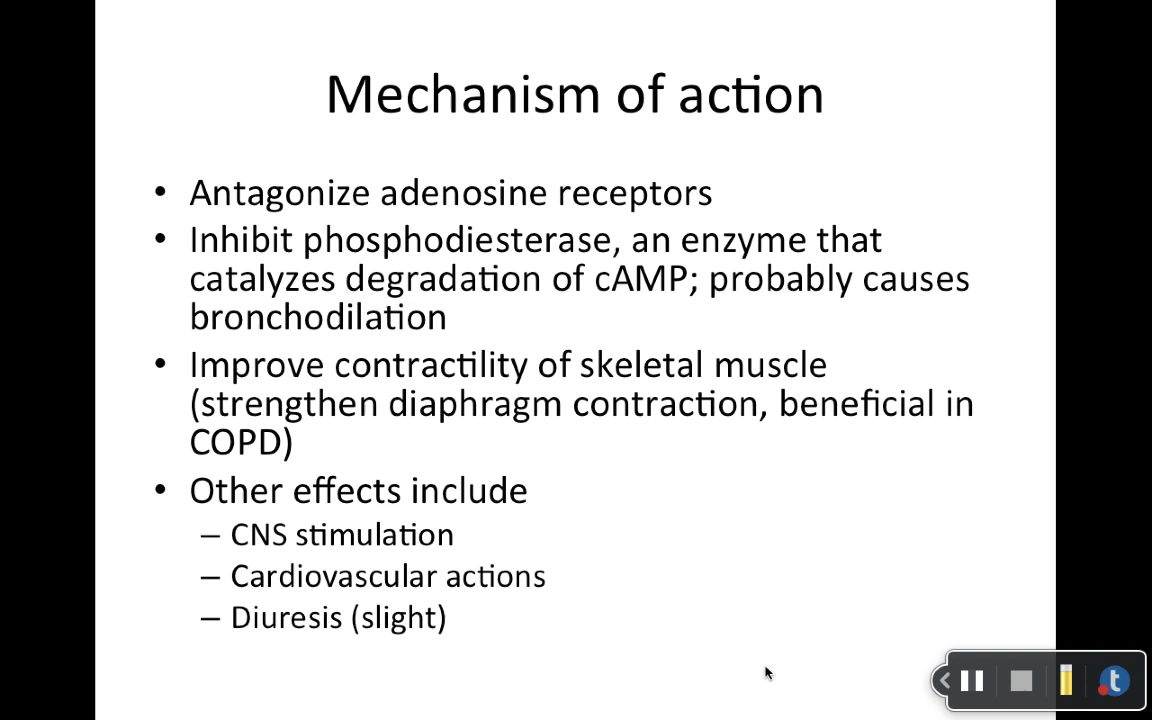 Mechanism of action
• Antagonize adenosine receptors
• Inhibit phosphodiesterase, an enzyme that
catalyzes degradation of cAMP; probably causes
bronchodilation
• Improve contractility of skeletal muscle
(strengthen diaphragm contraction, beneficial in
COPD)
• Other effects include
– CNS stimulation
– Cardiovascular actions
– Diuresis (slight)
t